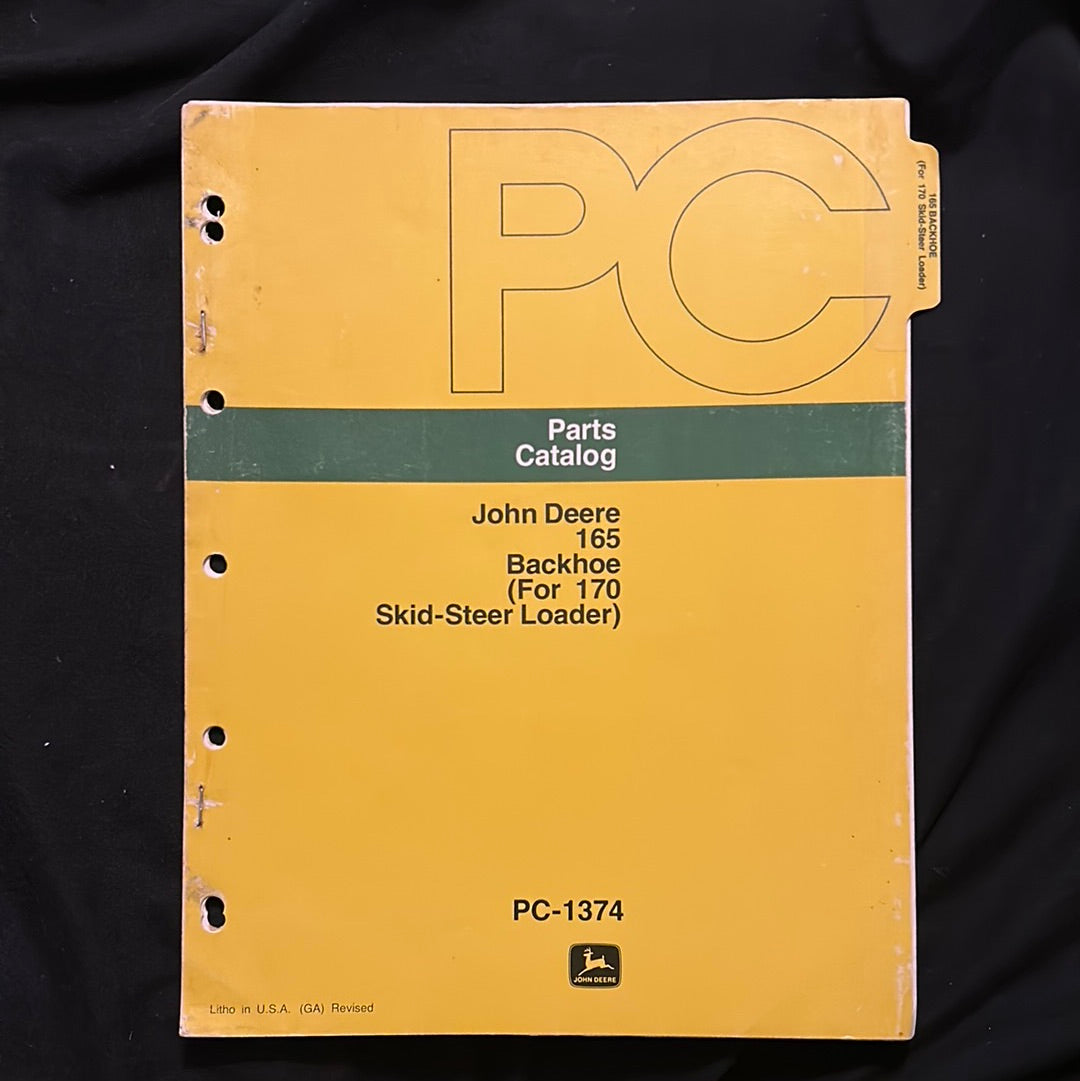 PC
165 BACKHOE
(For 170 Skid-Steer Loader)
Parts
Catalog
John Deere
165
Backhoe
(For 170
Skid-Steer Loader)
PC-1374
JOHN DEERE
Litho in U.S.A. (GA) Revised